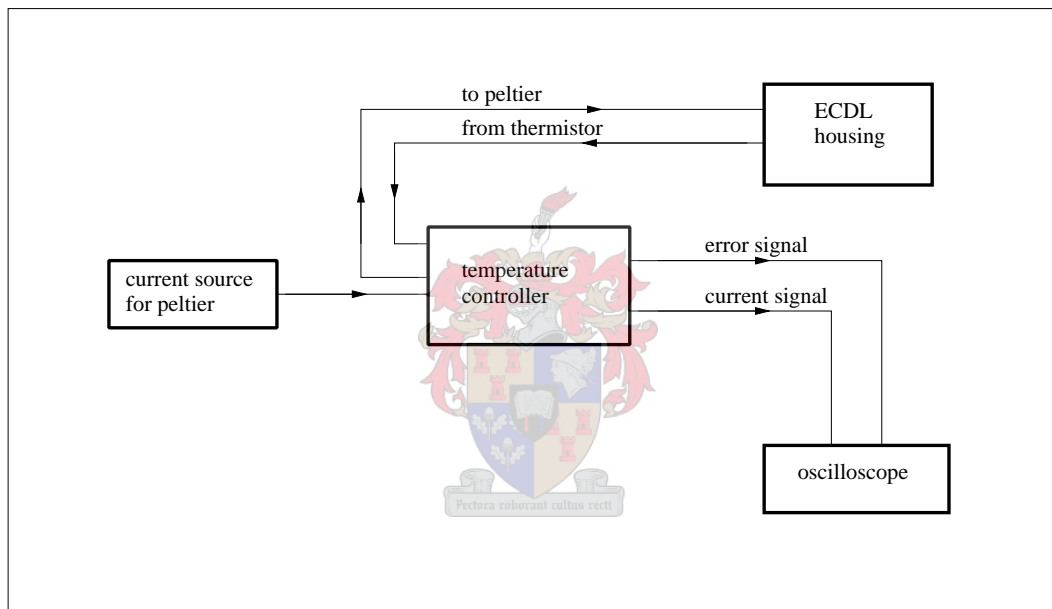 to peltier
from thermistor
ECDL
housing
error signal
current signal
temperature
controller
current source
for peltier
oscilloscope
Pectora roborant cultus recti